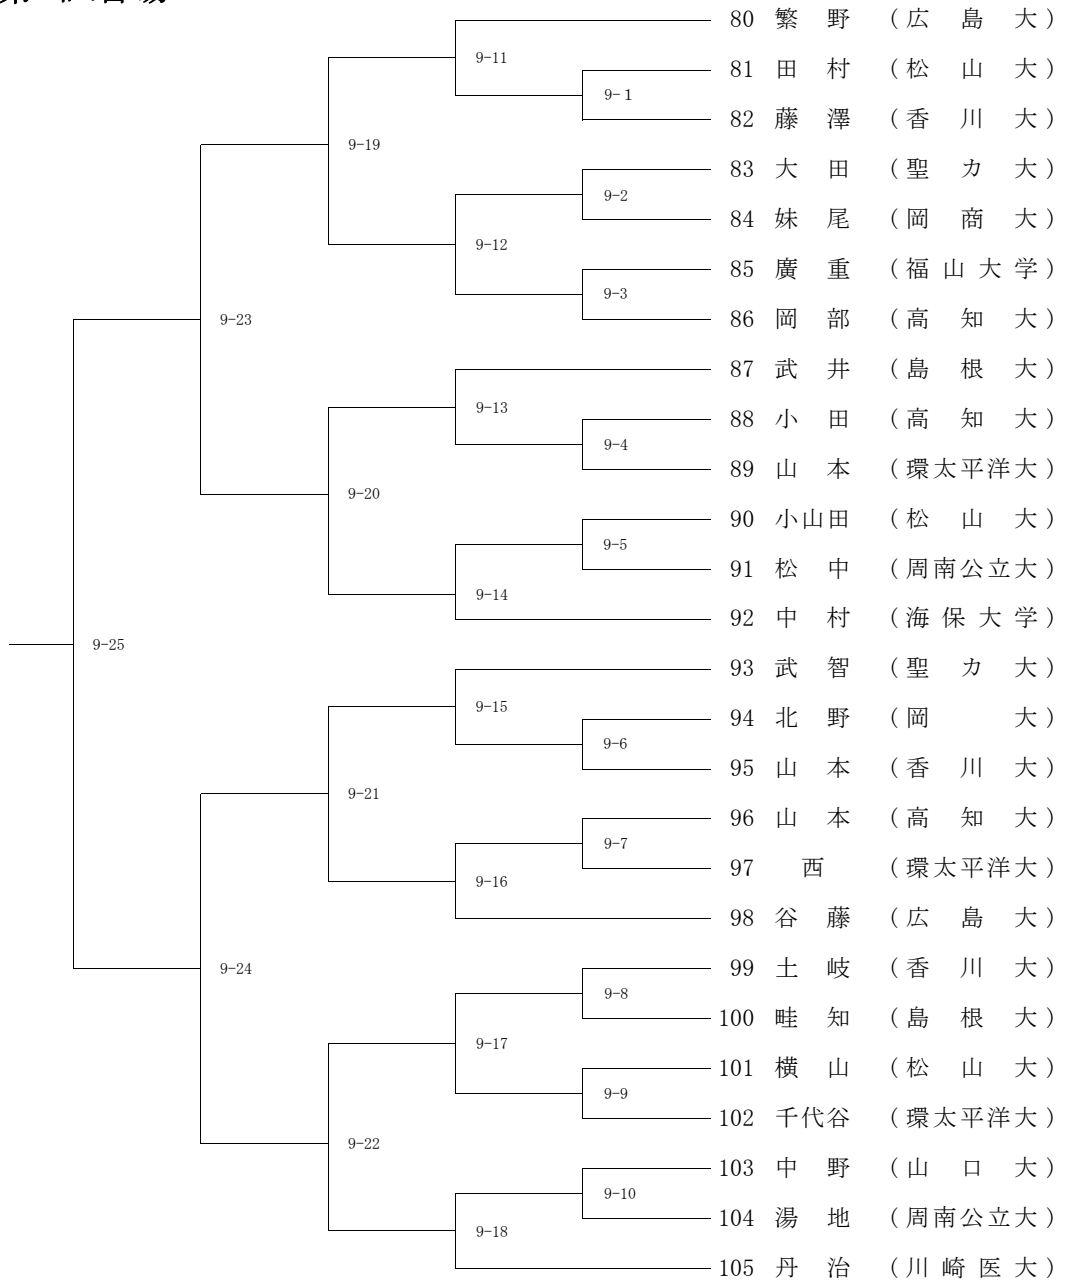 80 繁野 (広島大)
9-11
81 田村 (松山大)
9-1
82 藤澤 (香川大)
9-19
83 大田 (聖カ大)
9-2
84 妹尾 (岡商大)
9-12
85 廣重 (福山大学)
9-3
86 岡部 (高知大)
9-23
87 武井 (島根大)
9-13
88 小田 (高知大)
9-4
89 山本 (環太平洋大)
9-20
90 小山田 (松山大)
9-5
91 松中 (周南公立大)
9-14
92 中村 (海保大学)
9-25
93 武智 (聖カ大)
9-15
94 北野 (岡大)
9-6
95 山本 (香川大)
9-21
96 山本 (高知大)
9-7
97 西 (環太平洋大)
9-16
98 谷藤 (広島大)
9-24
99 土岐 (香川大)
9-8
100 畦知 (島根大)
9-17
101 横山 (松山大)
9-9
102 千代谷 (環太平洋大)
9-22
103 中野 (山口大)
9-10
104 湯地 (周南公立大)
9-18
105 丹治 (川崎医大)